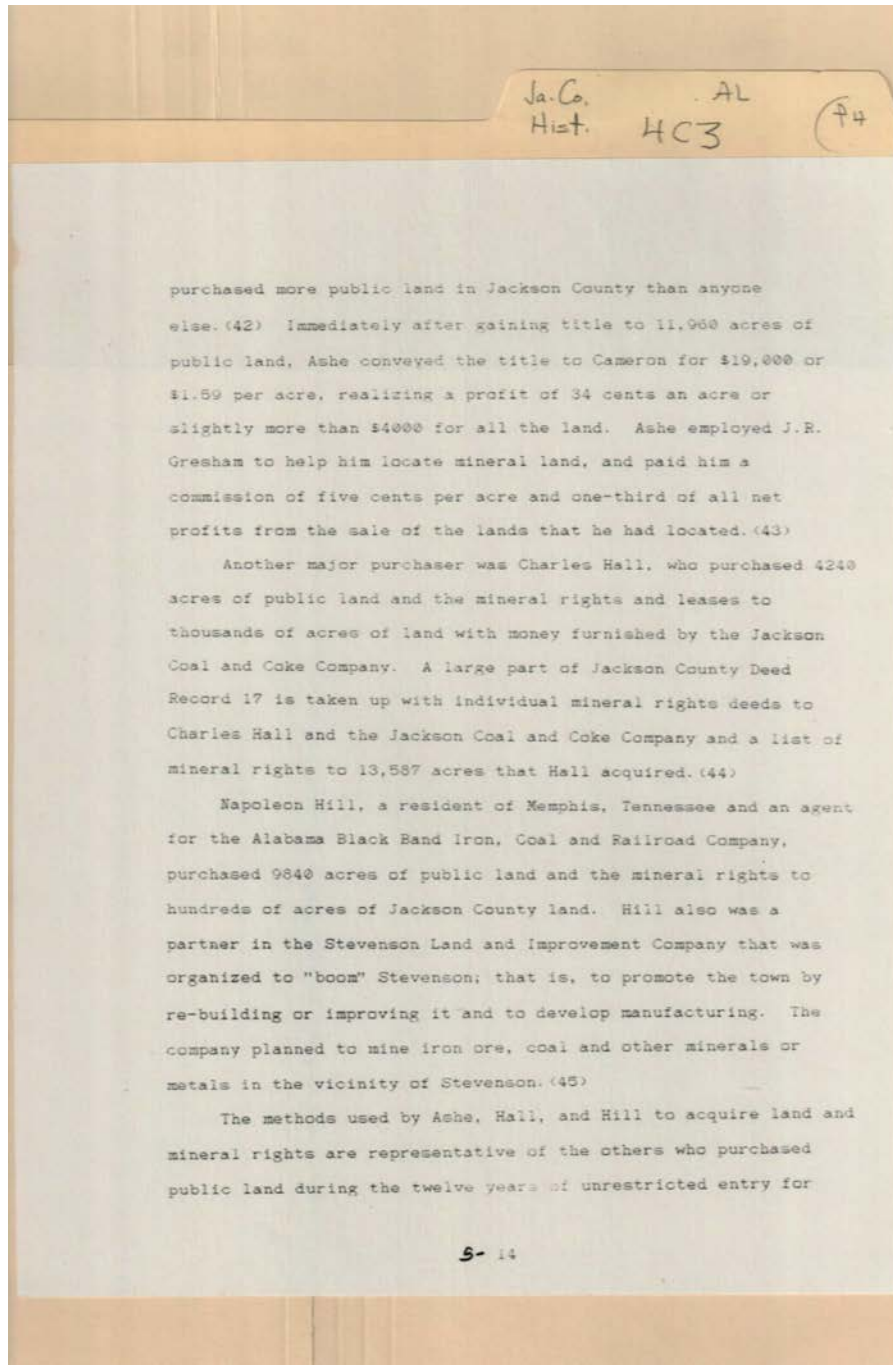 Ja. Co. AL
Hist. 4C3 P4
purchased more public land in Jackson County than anyone
else.(42) Immediately after gaining title to 11,960 acres of
public land, Ashe conveyed the title to Cameron for $19,000 or
$1.59 per acre, realizing a profit of 34 cents an acre or
slightly more than $4000 for all the land. Ashe employed J.R.
Gresham to help him locate mineral land, and paid him a
commission of five cents per acre and one-third of all net
profits from the sale of the lands that he had located.(43)
Another major purchaser was Charles Hall, who purchased 4240
acres of public land and the mineral rights and leases to
thousands of acres of land with money furnished by the Jackson
Coal and Coke Company. A large part of Jackson County Deed
Record 17 is taken up with individual mineral rights deeds to
Charles Hall and the Jackson Coal and Coke Company and a list of
mineral rights to 13,587 acres that Hall acquired.(44)
Napoleon Hill, a resident of Memphis, Tennessee and an agent
for the Alabama Black Band Iron, Coal and Railroad Company,
purchased 9840 acres of public land and the mineral rights to
hundreds of acres of Jackson County land. Hill also was a
partner in the Stevenson Land and Improvement Company that was
organized to "boom" Stevenson; that is, to promote the town by
re-building or improving it and to develop manufacturing. The
company planned to mine iron ore, coal and other minerals or
metals in the vicinity of Stevenson.(45)
The methods used by Ashe, Hall, and Hill to acquire land and
mineral rights are representative of the others who purchased
public land during the twelve years of unrestricted entry for
S- 14